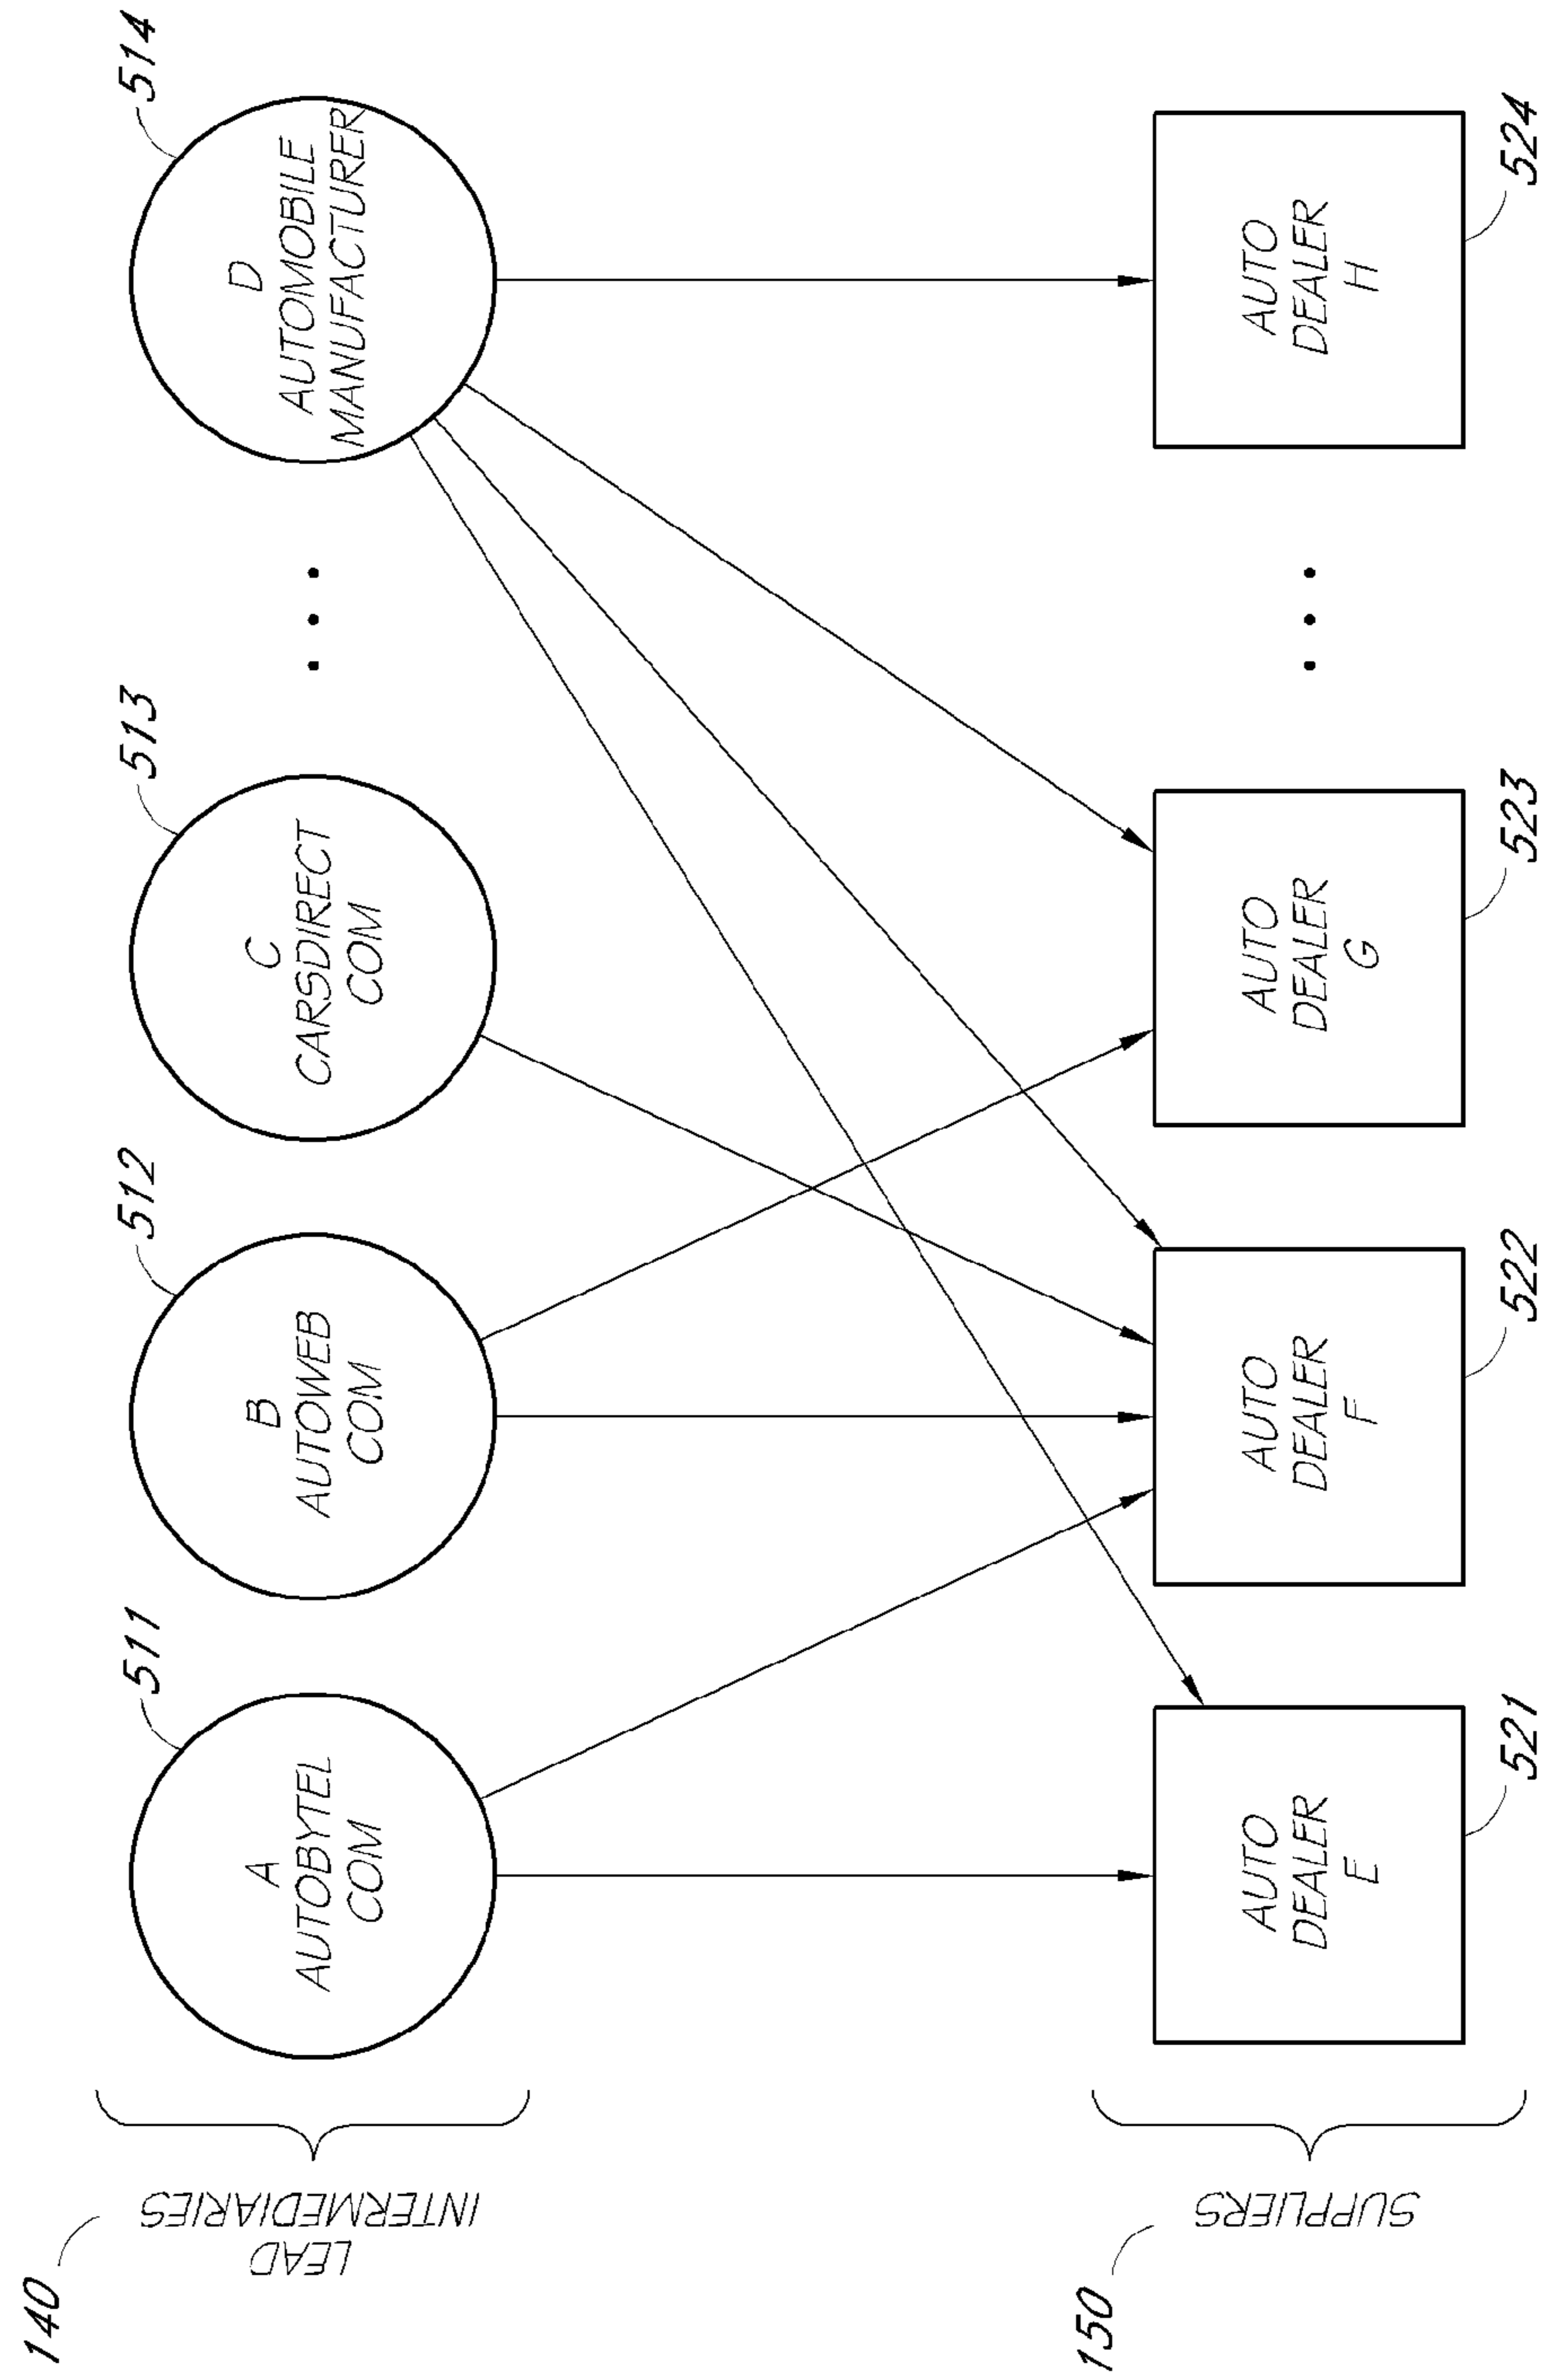 140
LEAD
INTERMEDIARIES
511
A
AUTOBYTEL
COM
512
B
AUTOWEB
COM
513
C
CARSDIRECT
COM
. . .
514
D
AUTOMOBILE
MANUFACTURER
150
SUPPLIERS
AUTO
DEALER
E
521
AUTO
DEALER
F
522
AUTO
DEALER
G
523
. . .
AUTO
DEALER
H
524